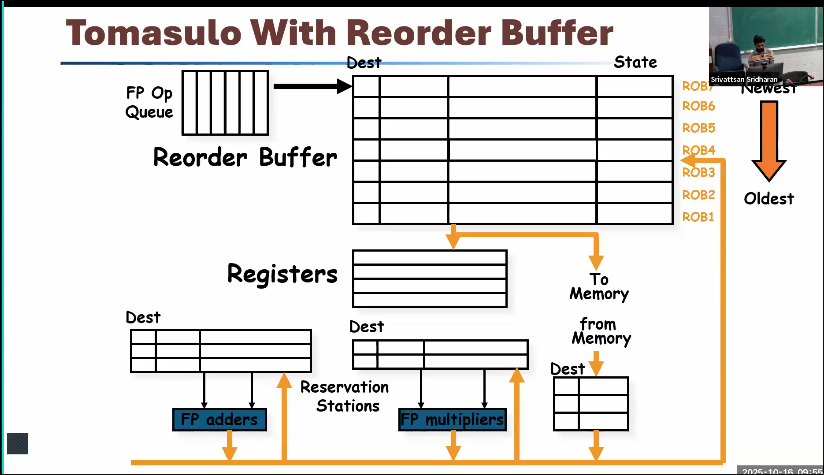 Tomasulo With Reorder Buffer
Srivattsan Sridharan
Dest
State
FP Op
Queue
ROB7
Newest
ROB6
ROB5
Reorder Buffer
ROB4
ROB3
ROB2
Oldest
ROB1
Registers
To
Memory
Dest
Dest
from
Memory
Dest
Reservation
Stations
FP adders
FP multipliers
2025-10-16 09:55